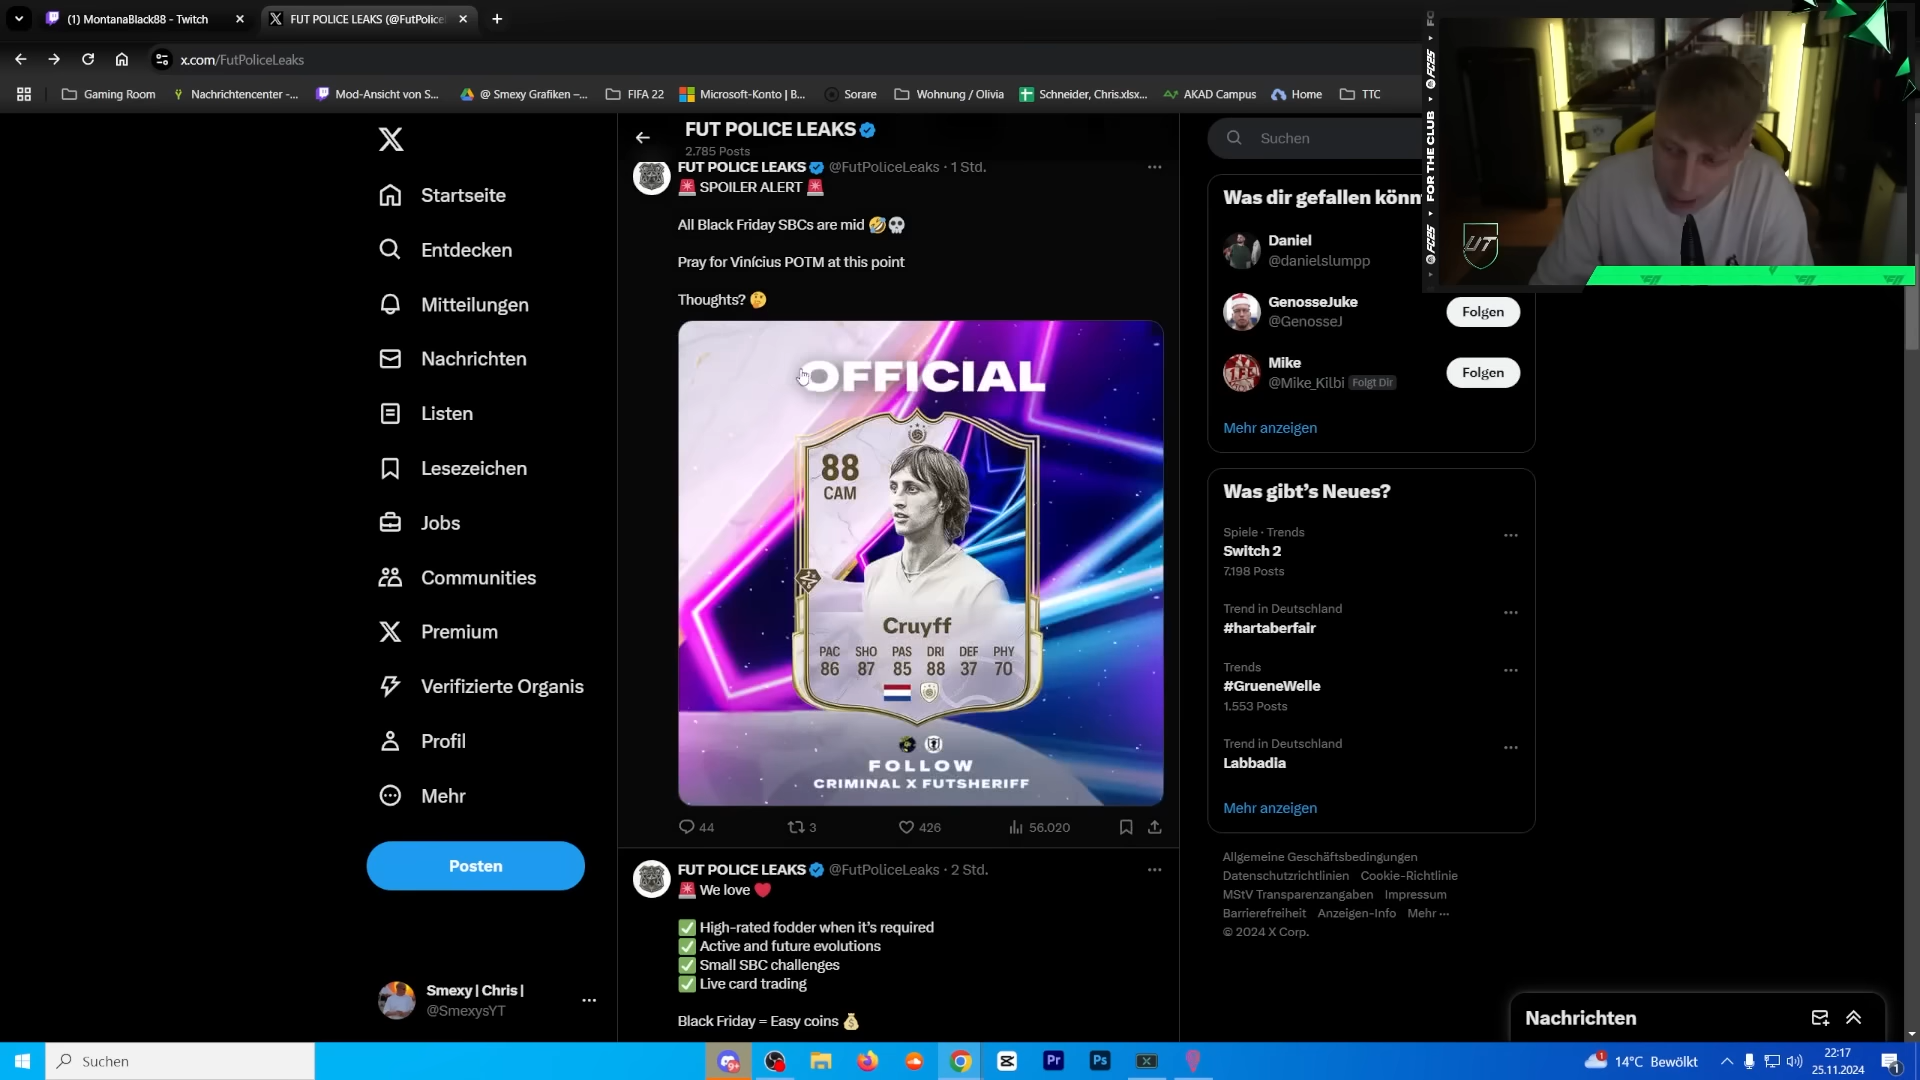 (1) MontanaBlack88 - Twitch
FUT POLICE LEAKS (@FutPolice
x.com/FutPoliceLeaks
Gaming Room
Nachrichtencenter -...
Mod-Ansicht von S...
@ Smexy Grafiken –...
FIFA 22
Microsoft-Konto | B...
Sorare
Wohnung / Olivia
Schneider, Chris.xlsx...
AKAD Campus
Home
TTC
Startseite
Entdecken
Mitteilungen
Nachrichten
Listen
Lesezeichen
Jobs
Communities
Premium
Verifizierte Organis
Profil
Mehr
Posten
Smexy | Chris |
@SmexysYT
FUT POLICE LEAKS
2.785 Posts
FUT POLICE LEAKS @FutPoliceLeaks · 1 Std.
🚨 SPOILER ALERT 🚨
All Black Friday SBCs are mid 🤣💀
Pray for Vinícius POTM at this point
Thoughts? 🤔
OFFICIAL
88
CAM
Cruyff
PAC SHO PAS DRI DEF PHY
86 87 85 88 37 70
FOLLOW
CRIMINAL X FUTSHERIFF
44
3
426
56.020
FUT POLICE LEAKS @FutPoliceLeaks · 2 Std.
🚨 We love ❤️
✅ High-rated fodder when it's required
✅ Active and future evolutions
✅ Small SBC challenges
✅ Live card trading
Black Friday = Easy coins 💰
Suchen
Was dir gefallen könn
Daniel
@danielslumpp
GenosseJuke
@GenosseJ
Folgen
Mike
@Mike_Kilbi Folgt Dir
Folgen
Mehr anzeigen
Was gibt's Neues?
Spiele · Trends
Switch 2
7.198 Posts
Trend in Deutschland
#hartaberfair
Trends
#GrueneWelle
1.553 Posts
Trend in Deutschland
Labbadia
Mehr anzeigen
Allgemeine Geschäftsbedingungen
Datenschutzrichtlinien Cookie-Richtlinie
MStV Transparenzangaben Impressum
Barrierefreiheit Anzeigen-Info Mehr ···
© 2024 X Corp.
Nachrichten
FC25
FOR THE CLUB
FC25
UT
Suchen
14°C Bewölkt
22:17
25.11.2024